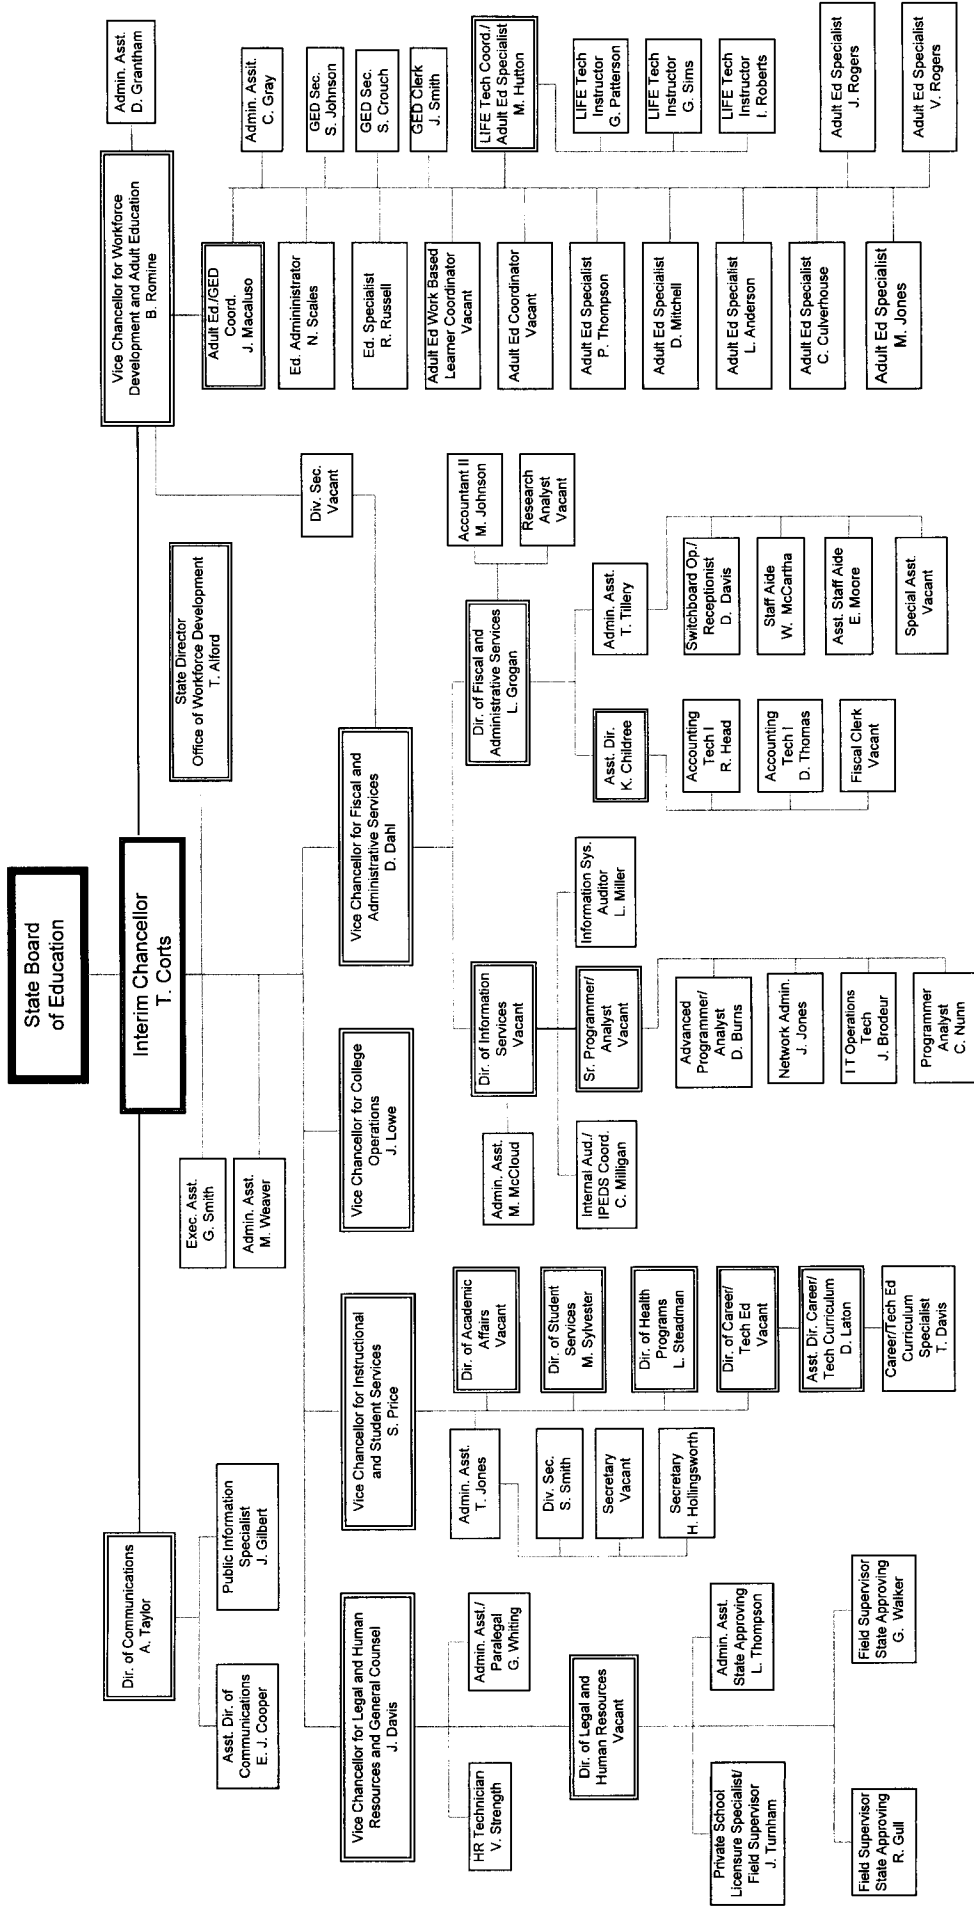 State Board
of Education
Interim Chancellor
T. Corts
Dir. of Communications
A. Taylor
Asst. Dir. of
Communications
E. J. Cooper
Public Information
Specialist
J. Gilbert
Exec. Asst.
G. Smith
Admin. Asst.
M. Weaver
State Director
Office of Workforce Development
T. Alford
Vice Chancellor for Workforce
Development and Adult Education
B. Romine
Admin. Asst.
D. Grantham
Vice Chancellor for Legal and Human
Resources and General Counsel
J. Davis
HR Technician
V. Strength
Admin. Asst./
Paralegal
G. Whiting
Dir. of Legal and
Human Resources
Vacant
Private School
Licensure Specialist/
Field Supervisor
J. Turnham
Admin. Asst.
State Approving
L. Thompson
Field Supervisor
State Approving
R. Gull
Field Supervisor
State Approving
G. Walker
Vice Chancellor for Instructional
and Student Services
S. Price
Admin. Asst.
T. Jones
Div. Sec.
S. Smith
Secretary
Vacant
Secretary
H. Hollingsworth
Dir. of Academic
Affairs
Vacant
Dir. of Student
Services
M. Sylvester
Dir. of Health
Programs
L. Steadman
Dir. of Career/
Tech Ed
Vacant
Asst. Dir. Career/
Tech Curriculum
D. Laton
Career/Tech Ed
Curriculum
Specialist
T. Davis
Vice Chancellor for College
Operations
J. Lowe
Vice Chancellor for Fiscal and
Administrative Services
D. Dahl
Div. Sec.
Vacant
Dir. of Information
Services
Vacant
Admin. Asst.
M. McCloud
Internal Aud./
IPEDS Coord.
C. Milligan
Sr. Programmer/
Analyst
Vacant
Information Sys.
Auditor
L. Miller
Advanced
Programmer/
Analyst
D. Burns
Network Admin.
J. Jones
I T Operations
Tech
J. Brodeur
Programmer
Analyst
C. Nunn
Dir. of Fiscal and
Administrative Services
L. Grogan
Accountant II
M. Johnson
Research
Analyst
Vacant
Asst. Dir.
K. Childree
Accounting
Tech I
R. Head
Accounting
Tech I
D. Thomas
Fiscal Clerk
Vacant
Admin. Asst.
T. Tillery
Switchboard Op./
Receptionist
D. Davis
Staff Aide
W. McCartha
Asst. Staff Aide
E. Moore
Special Asst.
Vacant
Adult Ed./GED
Coord.
J. Macaluso
Ed. Administrator
N. Scales
Ed. Specialist
R. Russell
Adult Ed Work Based
Learner Coordinator
Vacant
Adult Ed Coordinator
Vacant
Adult Ed Specialist
P. Thompson
Adult Ed Specialist
D. Mitchell
Adult Ed Specialist
L. Anderson
Adult Ed Specialist
C. Culverhouse
Adult Ed Specialist
M. Jones
Admin. Assit.
C. Gray
GED Sec.
S. Johnson
GED Sec.
S. Crouch
GED Clerk
J. Smith
LIFE Tech Coord./
Adult Ed Specialist
M. Hutton
LIFE Tech
Instructor
G. Patterson
LIFE Tech
Instructor
G. Sims
LIFE Tech
Instructor
I. Roberts
Adult Ed Specialist
J. Rogers
Adult Ed Specialist
V. Rogers